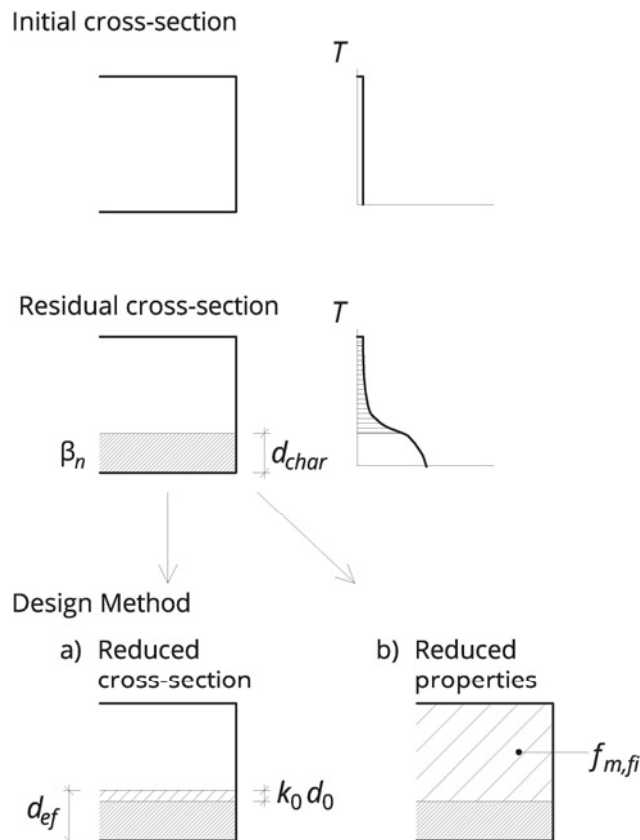 Initial cross-section
T
Residual cross-section
T
βn
dchar
Design Method
a) Reduced
cross-section
b) Reduced
properties
def
k0 d0
fm,fi